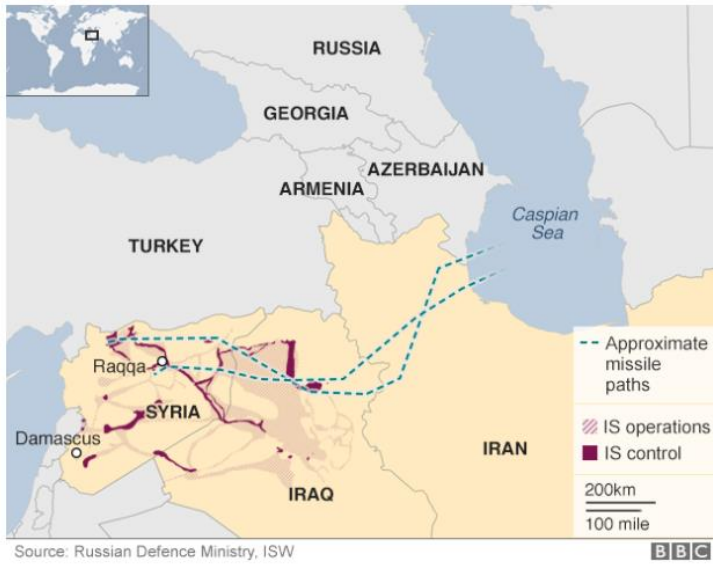 RUSSIA
GEORGIA
AZERBAIJAN
ARMENIA
Caspian
Sea
TURKEY
Raqqa
SYRIA
Damascus
IRAQ
IRAN
Approximate
missile
paths
IS operations
IS control
200km
100 mile
Source: Russian Defence Ministry, ISW
BBC